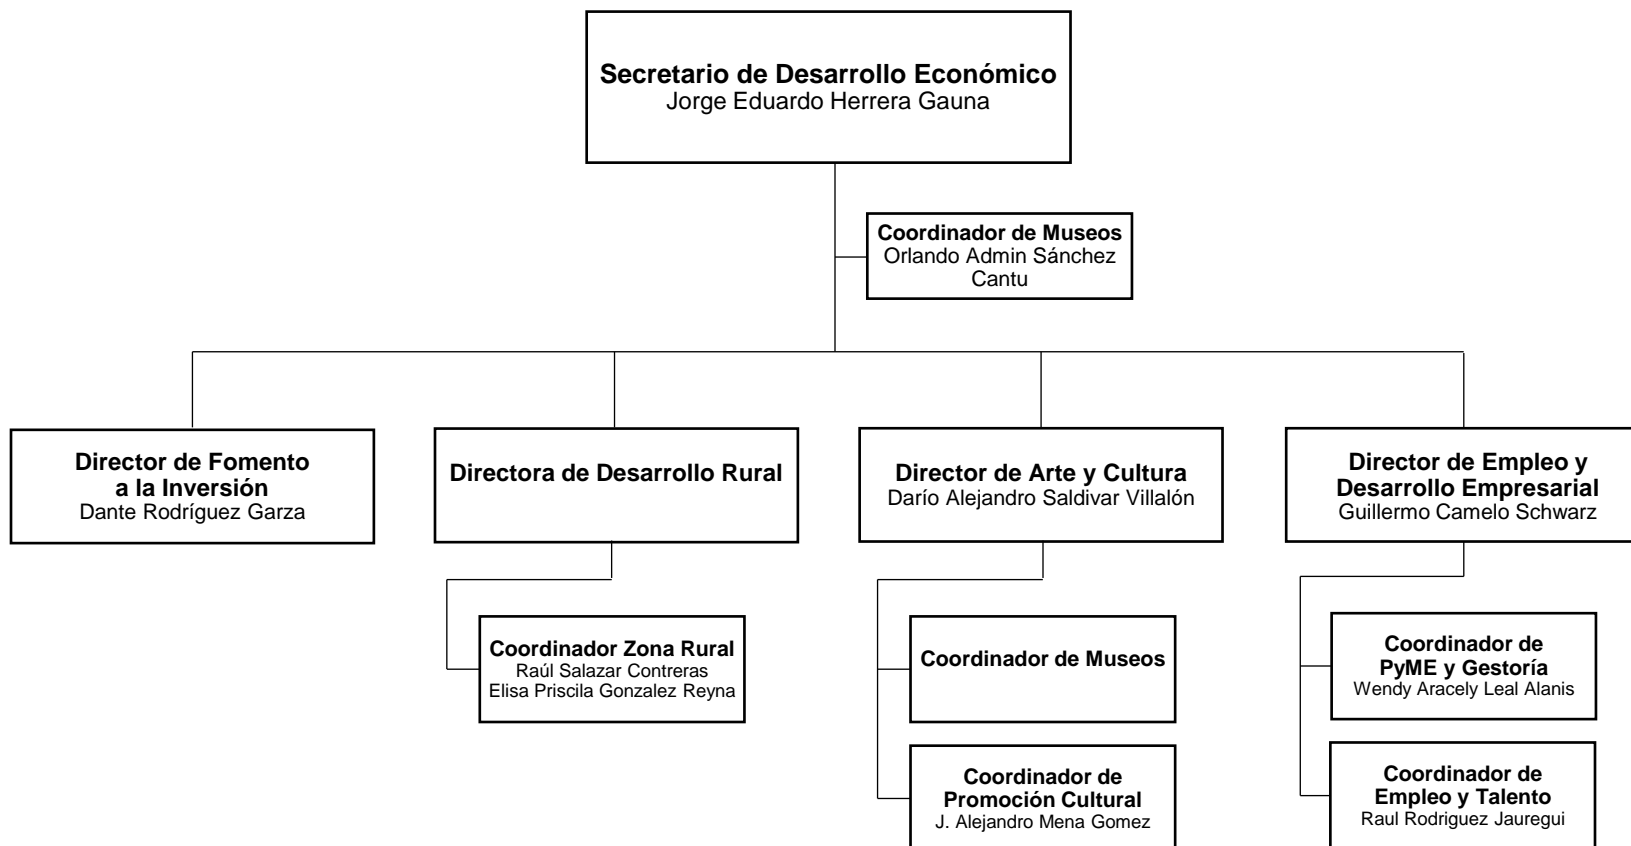 Secretario de Desarrollo Económico
Jorge Eduardo Herrera Gauna
Coordinador de Museos
Orlando Admin Sánchez
Cantu
Director de Fomento
a la Inversión
Dante Rodríguez Garza
Directora de Desarrollo Rural
Director de Arte y Cultura
Darío Alejandro Saldivar Villalón
Director de Empleo y
Desarrollo Empresarial
Guillermo Camelo Schwarz
Coordinador Zona Rural
Raúl Salazar Contreras
Elisa Priscila Gonzalez Reyna
Coordinador de Museos
Coordinador de
Promoción Cultural
J. Alejandro Mena Gomez
Coordinador de
PyME y Gestoría
Wendy Aracely Leal Alanis
Coordinador de
Empleo y Talento
Raul Rodriguez Jauregui